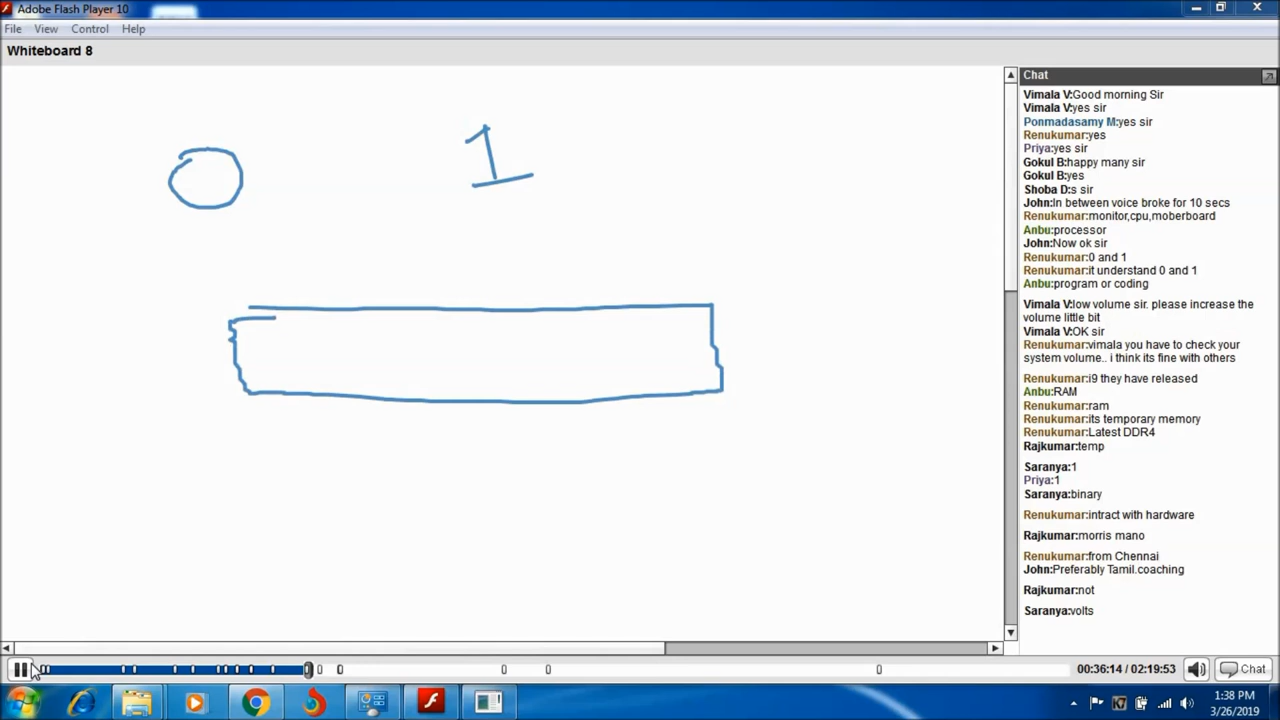 Adobe Flash Player 10
File View Control Help
Whiteboard 8
0 1
Chat
Vimala V:Good morning Sir
Vimala V:yes sir
Ponmadasamy M:yes sir
Renukumar:yes
Priya:yes sir
Gokul B:happy many sir
Gokul B:yes
Shoba D:s sir
John:In between voice broke for 10 secs
Renukumar:monitor,cpu,moberboard
Anbu:processor
John:Now ok sir
Renukumar:0 and 1
Renukumar:it understand 0 and 1
Anbu:program or coding
Vimala V:low volume sir. please increase the
volume little bit
Vimala V:OK sir
Renukumar:vimala you have to check your
system volume.. i think its fine with others
Renukumar:i9 they have released
Anbu:RAM
Renukumar:ram
Renukumar:its temporary memory
Renukumar:Latest DDR4
Rajkumar:temp
Saranya:1
Priya:1
Saranya:binary
Renukumar:intract with hardware
Rajkumar:morris mano
Renukumar:from Chennai
John:Preferably Tamil.coaching
Rajkumar:not
Saranya:volts
00:36:14 / 02:19:53 Chat
1:38 PM
3/26/2019